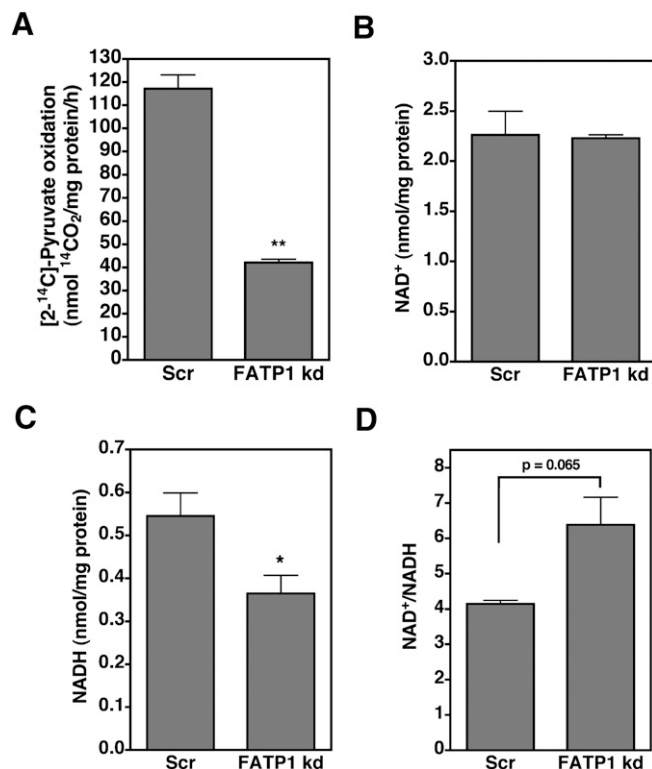 A
[2-¹⁴C]-Pyruvate oxidation
(nmol ¹⁴CO₂/mg protein/h)
130
120
110
100
90
80
70
60
50
40
30
20
10
0
**
Scr FATP1 kd
B
NAD⁺ (nmol/mg protein)
3.0
2.5
2.0
1.5
1.0
0.5
0.0
Scr FATP1 kd
C
NADH (nmol/mg protein)
0.7
0.6
0.5
0.4
0.3
0.2
0.1
0.0
*
Scr FATP1 kd
D
NAD⁺/NADH
8
7
6
5
4
3
2
1
0
p = 0.065
Scr FATP1 kd